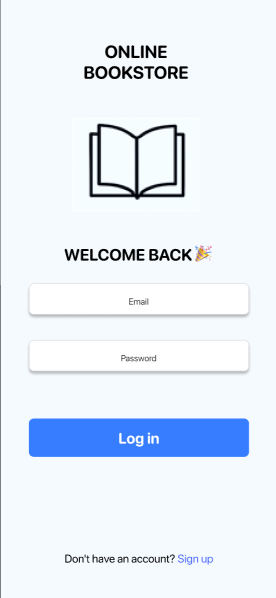 ONLINE
BOOKSTORE
WELCOME BACK🎉
Email
Password
Log in
Don't have an account? Sign up